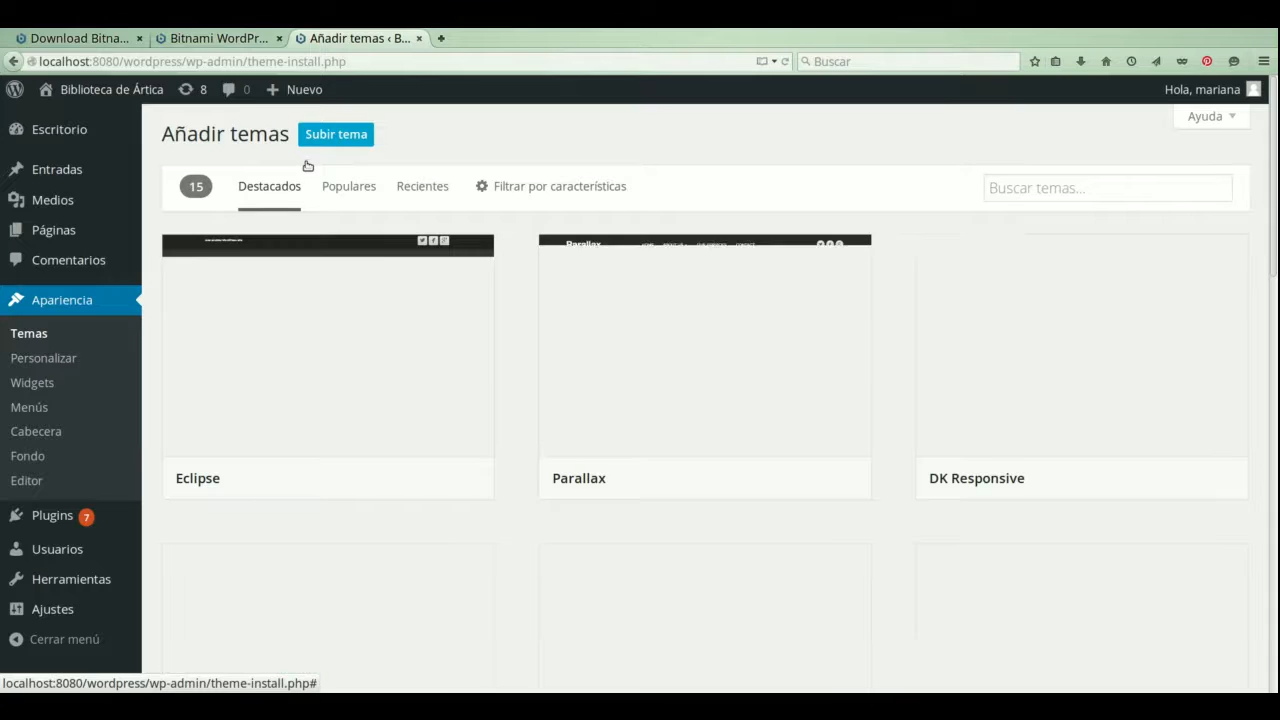 Download Bitna... × Bitnami WordPr... × Añadir temas ‹ B... ×
localhost:8080/wordpress/wp-admin/theme-install.php Buscar
Biblioteca de Ártica 8 0 Nuevo Hola, mariana
Ayuda
Añadir temas Subir tema
15 Destacados Populares Recientes Filtrar por características Buscar temas...
Escritorio
Entradas
Medios
Páginas
Comentarios
Apariencia
Temas
Personalizar
Widgets
Menús
Cabecera
Fondo
Editor
Plugins 7
Usuarios
Herramientas
Ajustes
Cerrar menú
Parallax
Eclipse
Parallax
DK Responsive
localhost:8080/wordpress/wp-admin/theme-install.php#